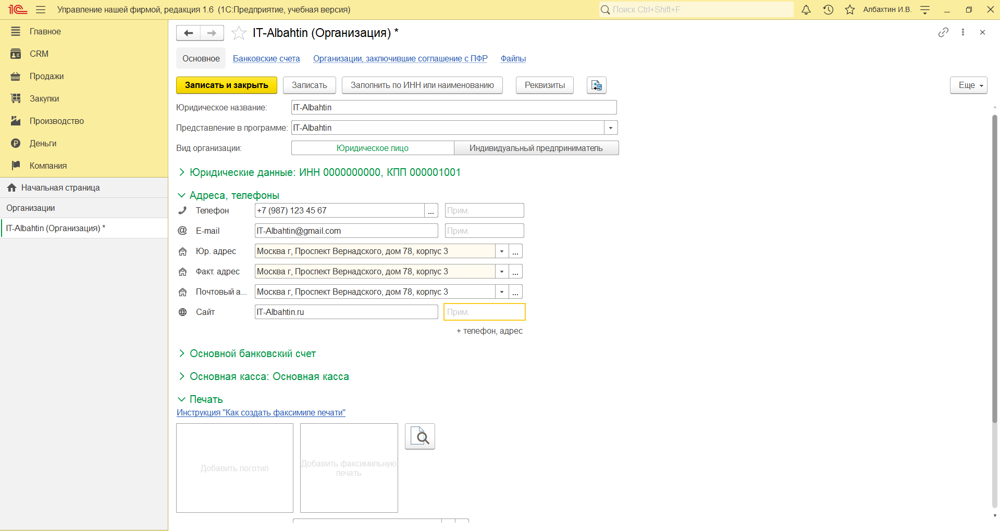 1С Управление нашей фирмой, редакция 1.6 (1С:Предприятие, учебная версия)
Поиск Ctrl+Shift+F
Албахтин И.В.
Главное
CRM
Продажи
Закупки
Производство
Деньги
Компания
Начальная страница
Организации
IT-Albahtin (Организация) *
IT-Albahtin (Организация) *
Основное Банковские счета Организации, заключившие соглашение с ПФР Файлы
Записать и закрыть Записать Заполнить по ИНН или наименованию Реквизиты Еще
Юридическое название: IT-Albahtin
Представление в программе: IT-Albahtin
Вид организации: Юридическое лицо Индивидуальный предприниматель
Юридические данные: ИНН 0000000000, КПП 000001001
Адреса, телефоны
Телефон +7 (987) 123 45 67 ... Прим.
E-mail IT-Albahtin@gmail.com Прим.
Юр. адрес Москва г, Проспект Вернадского, дом 78, корпус 3 ...
Факт. адрес Москва г, Проспект Вернадского, дом 78, корпус 3 ...
Почтовый а... Москва г, Проспект Вернадского, дом 78, корпус 3 ...
Сайт IT-Albahtin.ru Прим.
+ телефон, адрес
Основной банковский счет
Основная касса: Основная касса
Печать
Инструкция "Как создать факсимиле печати"
Добавить логотип
Добавить факсимильную
печать